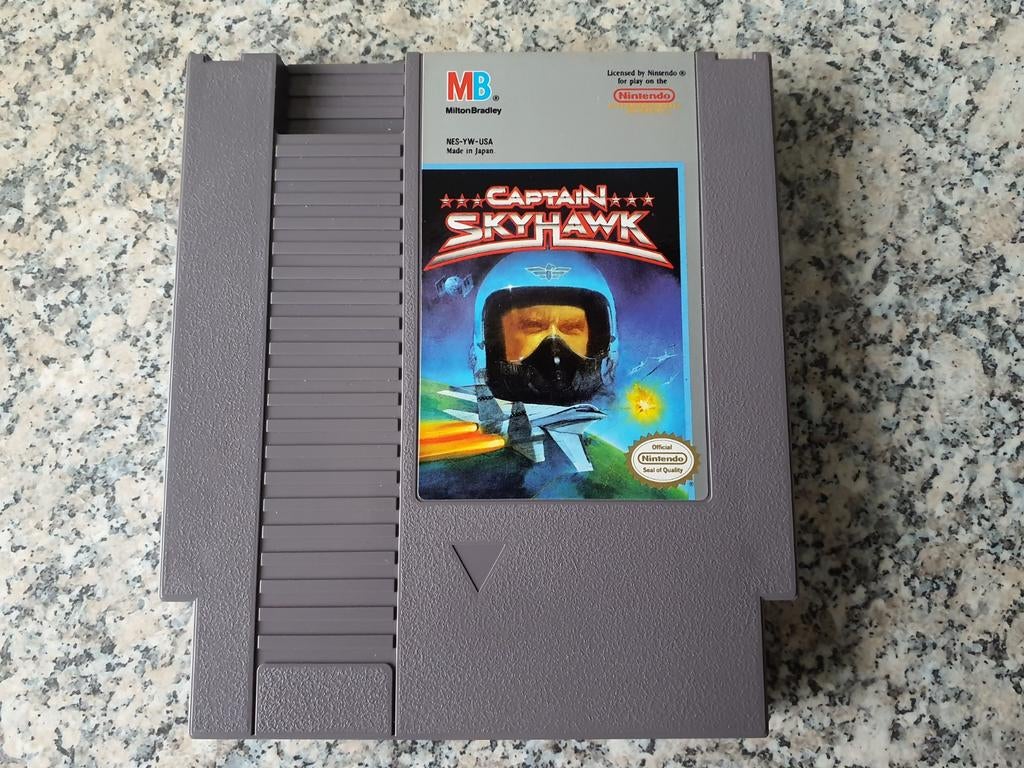 MB®
MiltonBradley
NES-YW-USA
Made in Japan
Licensed by Nintendo®
for play on the
Nintendo
CAPTAIN
SKYHAWK
Official
Nintendo
Seal of Quality